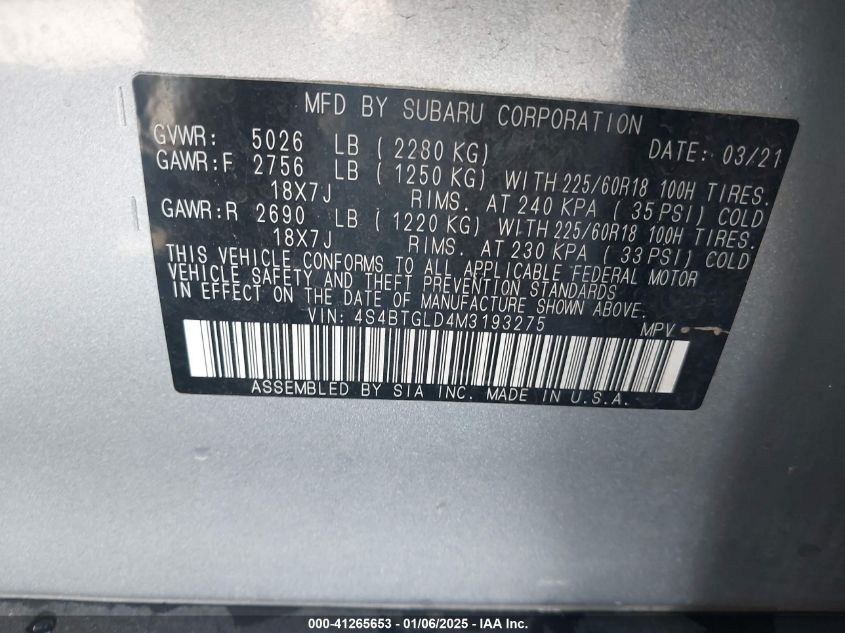 MFD BY SUBARU CORPORATION
GVWR: 5026 LB ( 2280 KG) DATE: 03/21
GAWR:F 2756 LB ( 1250 KG) WITH 225/60R18 100H TIRES.
18X7J RIMS. AT 240 KPA ( 35 PSI) COLD
GAWR:R 2690 LB ( 1220 KG) WITH 225/60R18 100H TIRES.
18X7J RIMS. AT 230 KPA ( 33 PSI) COLD
THIS VEHICLE CONFORMS TO ALL APPLICABLE FEDERAL MOTOR
VEHICLE SAFETY AND THEFT PREVENTION STANDARDS
IN EFFECT ON THE DATE OF MANUFACTURE SHOWN ABOVE.
VIN: 4S4BTGLD4M3193275 MPV
ASSEMBLED BY SIA INC. MADE IN U.S.A.
000-41265653 - 01/06/2025 - IAA Inc.